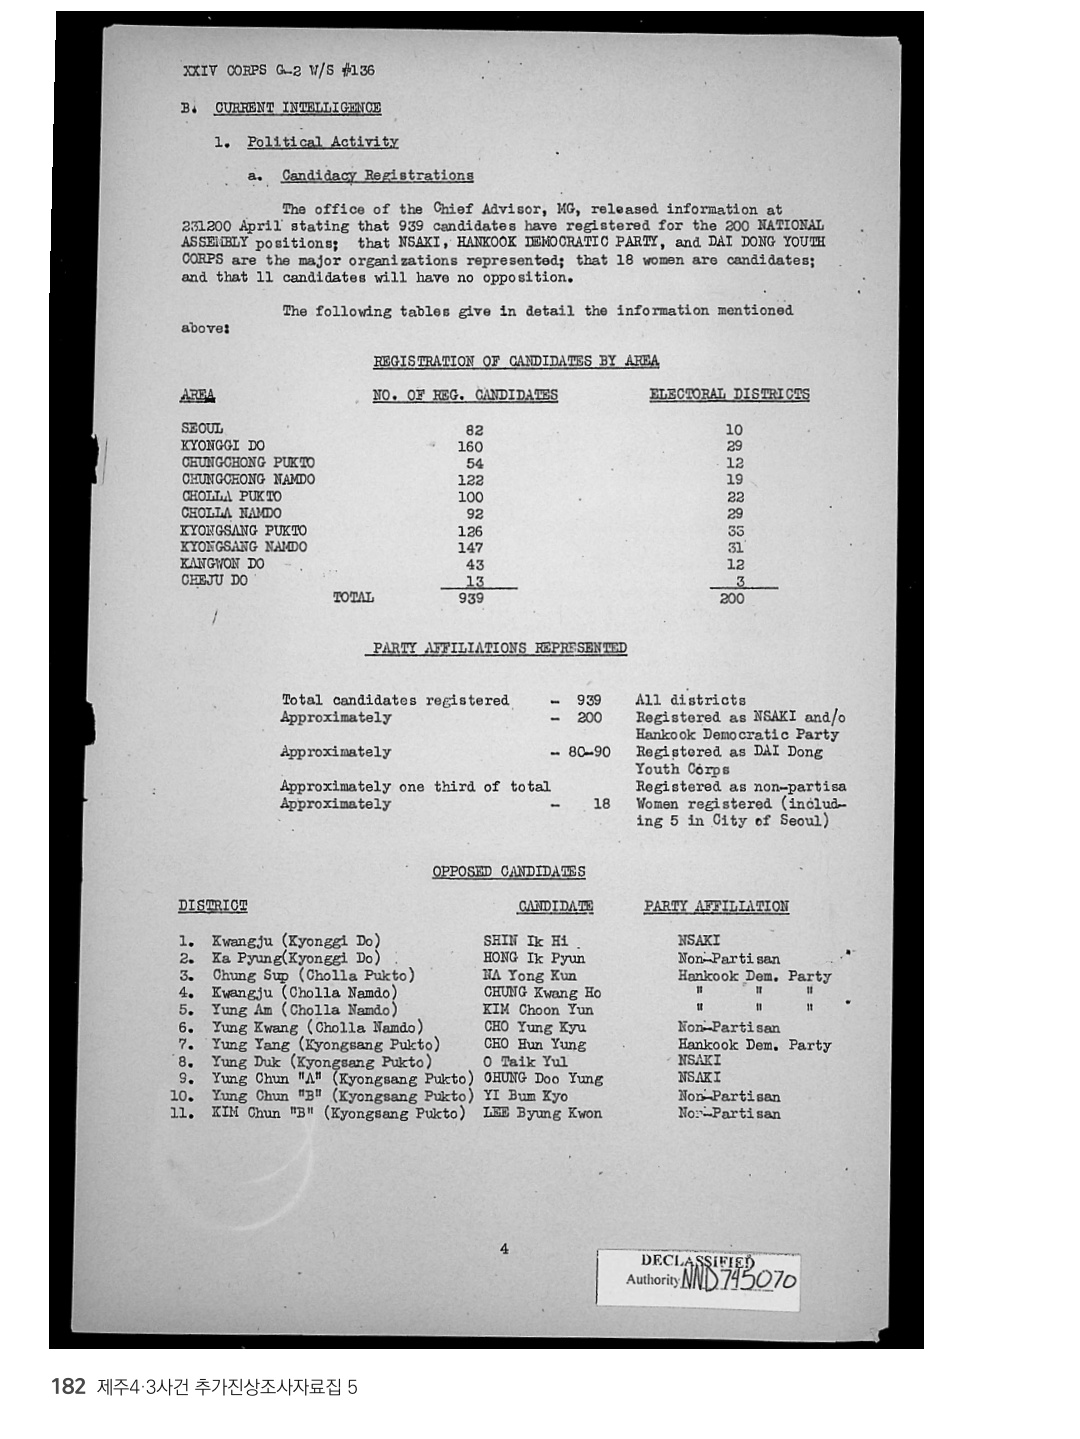 XXIV CORPS G-2 W/S #136
B. CURRENT INTELLIGENCE
1. Political Activity
a. Candidacy Registrations
The office of the Chief Advisor, MG, released information at
231200 April stating that 939 candidates have registered for the 200 NATIONAL
ASSEMBLY positions; that NSAKI, HANKOOK DEMOCRATIC PARTY, and DAI DONG YOUTH
CORPS are the major organizations represented; that 18 women are candidates;
and that 11 candidates will have no opposition.
The following tables give in detail the information mentioned
above:
REGISTRATION OF CANDIDATES BY AREA
AREA NO. OF REG. CANDIDATES ELECTORAL DISTRICTS
SEOUL 82 10
KYONGGI DO 160 29
CHUNGCHONG PUKTO 54 12
CHUNGCHONG NAMDO 122 19
CHOLLA PUKTO 100 22
CHOLLA NAMDO 92 29
KYONGSANG PUKTO 126 33
KYONGSANG NAMDO 147 31
KANGWON DO 43 12
CHEJU DO 13 3
TOTAL 939 200
PARTY AFFILIATIONS REPRESENTED
Total candidates registered - 939 All districts
Approximately - 200 Registered as NSAKI and/o
Hankook Democratic Party
Approximately - 80-90 Registered as DAI Dong
Youth Corps
Approximately one third of total Registered as non-partisa
Approximately - 18 Women registered (includ-
ing 5 in City of Seoul)
OPPOSED CANDIDATES
DISTRICT CANDIDATE PARTY AFFILIATION
1. Kwangju (Kyonggi Do) SHIN Ik Hi NSAKI
2. Ka Pyung(Kyonggi Do) HONG Ik Pyun Non-Partisan
3. Chung Sup (Cholla Pukto) NA Yong Kun Hankook Dem. Party
4. Kwangju (Cholla Namdo) CHUNG Kwang Ho " " "
5. Yung Am (Cholla Namdo) KIM Choon Yun " " "
6. Yung Kwang (Cholla Namdo) CHO Yung Kyu Non-Partisan
7. Yung Yang (Kyongsang Pukto) CHO Hun Yung Hankook Dem. Party
8. Yung Duk (Kyongsang Pukto) O Taik Yul NSAKI
9. Yung Chun "A" (Kyongsang Pukto) CHUNG Doo Yung NSAKI
10. Yung Chun "B" (Kyongsang Pukto) YI Bum Kyo Non-Partisan
11. KIM Chun "B" (Kyongsang Pukto) LEE Byung Kwon Non-Partisan
4
DECLASSIFIED
Authority NND 745070
182 제주4·3사건 추가진상조사자료집 5